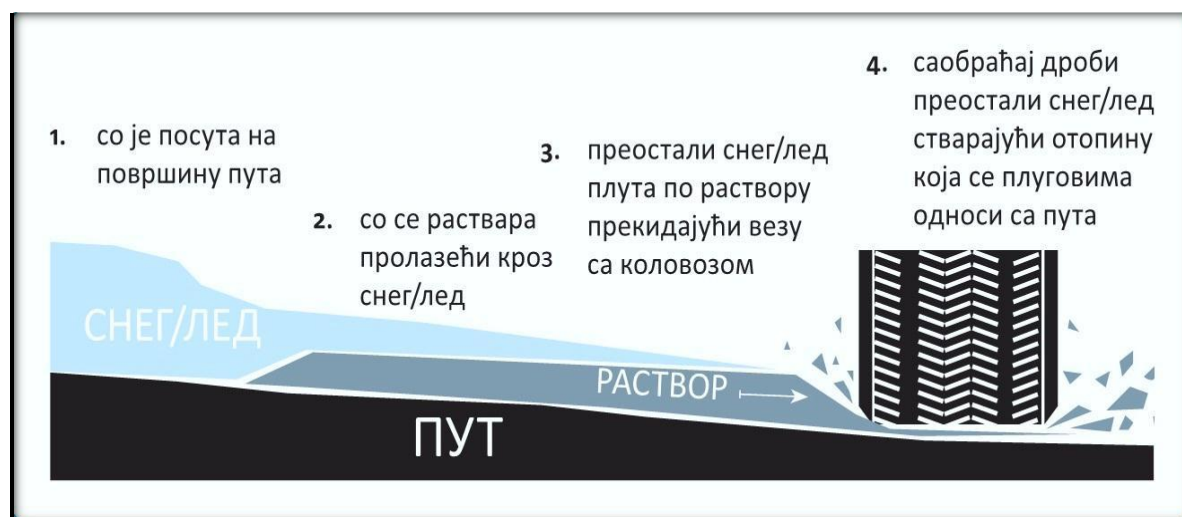 1. со је посута на
површину пута
2. со се раствара
пролазећи кроз
снег/лед
3. преостали снег/лед
плута по раствору
прекидајући везу
са коловозом
4. саобраћај дроби
преостали снег/лед
стварајући отопину
која се плуговима
односи са пута
СНЕГ/ЛЕД
РАСТВОР
ПУТ